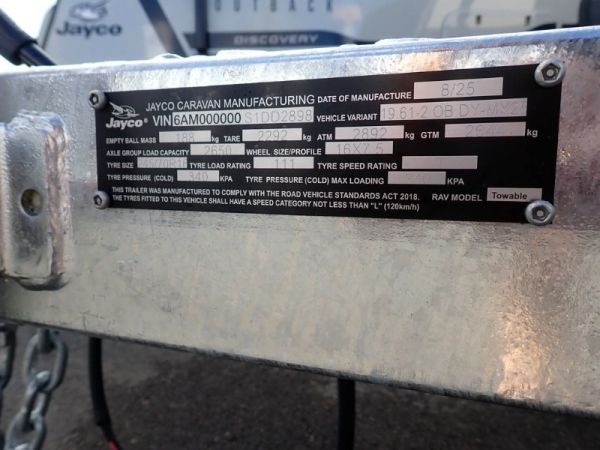 Jayco
OUTBACK
DISCOVERY
Jayco
JAYCO CARAVAN MANUFACTURING DATE OF MANUFACTURE 8/25
VIN 6AM000000 S1DD2898 VEHICLE VARIANT 19.61-2 OB
EMPTY BALL MASS 188 kg TARE 2292 kg ATM 2892 kg GTM kg
AXLE GROUP LOAD CAPACITY 2650 WHEEL SIZE/PROFILE 16X7.5
TYRE SIZE TYRE LOAD RATING 111 TYRE SPEED RATING
TYRE PRESSURE (COLD) 340 KPA TYRE PRESSURE (COLD) MAX LOADING KPA
THIS TRAILER WAS MANUFACTURED TO COMPLY WITH THE ROAD VEHICLE STANDARDS ACT 2018. RAV MODEL Towable
THE TYRES FITTED TO THIS VEHICLE SHALL HAVE A SPEED CATEGORY NOT LESS THAN "L" (120km/h)